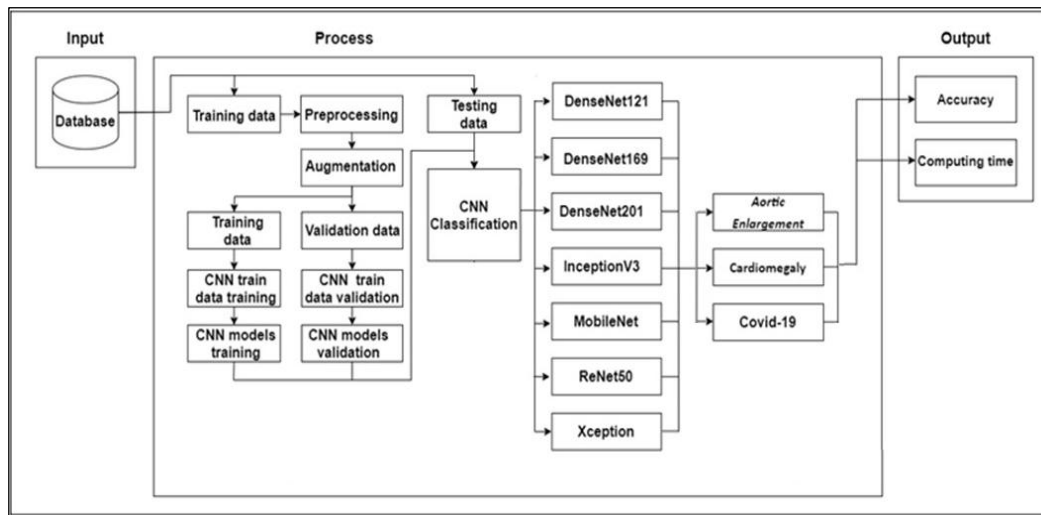 Input
Process
Output
Database
Training data
Preprocessing
Augmentation
Training
data
Validation data
CNN train
data training
CNN train
data validation
CNN models
training
CNN models
validation
Testing
data
CNN
Classification
DenseNet121
DenseNet169
DenseNet201
InceptionV3
MobileNet
ReNet50
Xception
Aortic
Enlargement
Cardiomegaly
Covid-19
Accuracy
Computing time